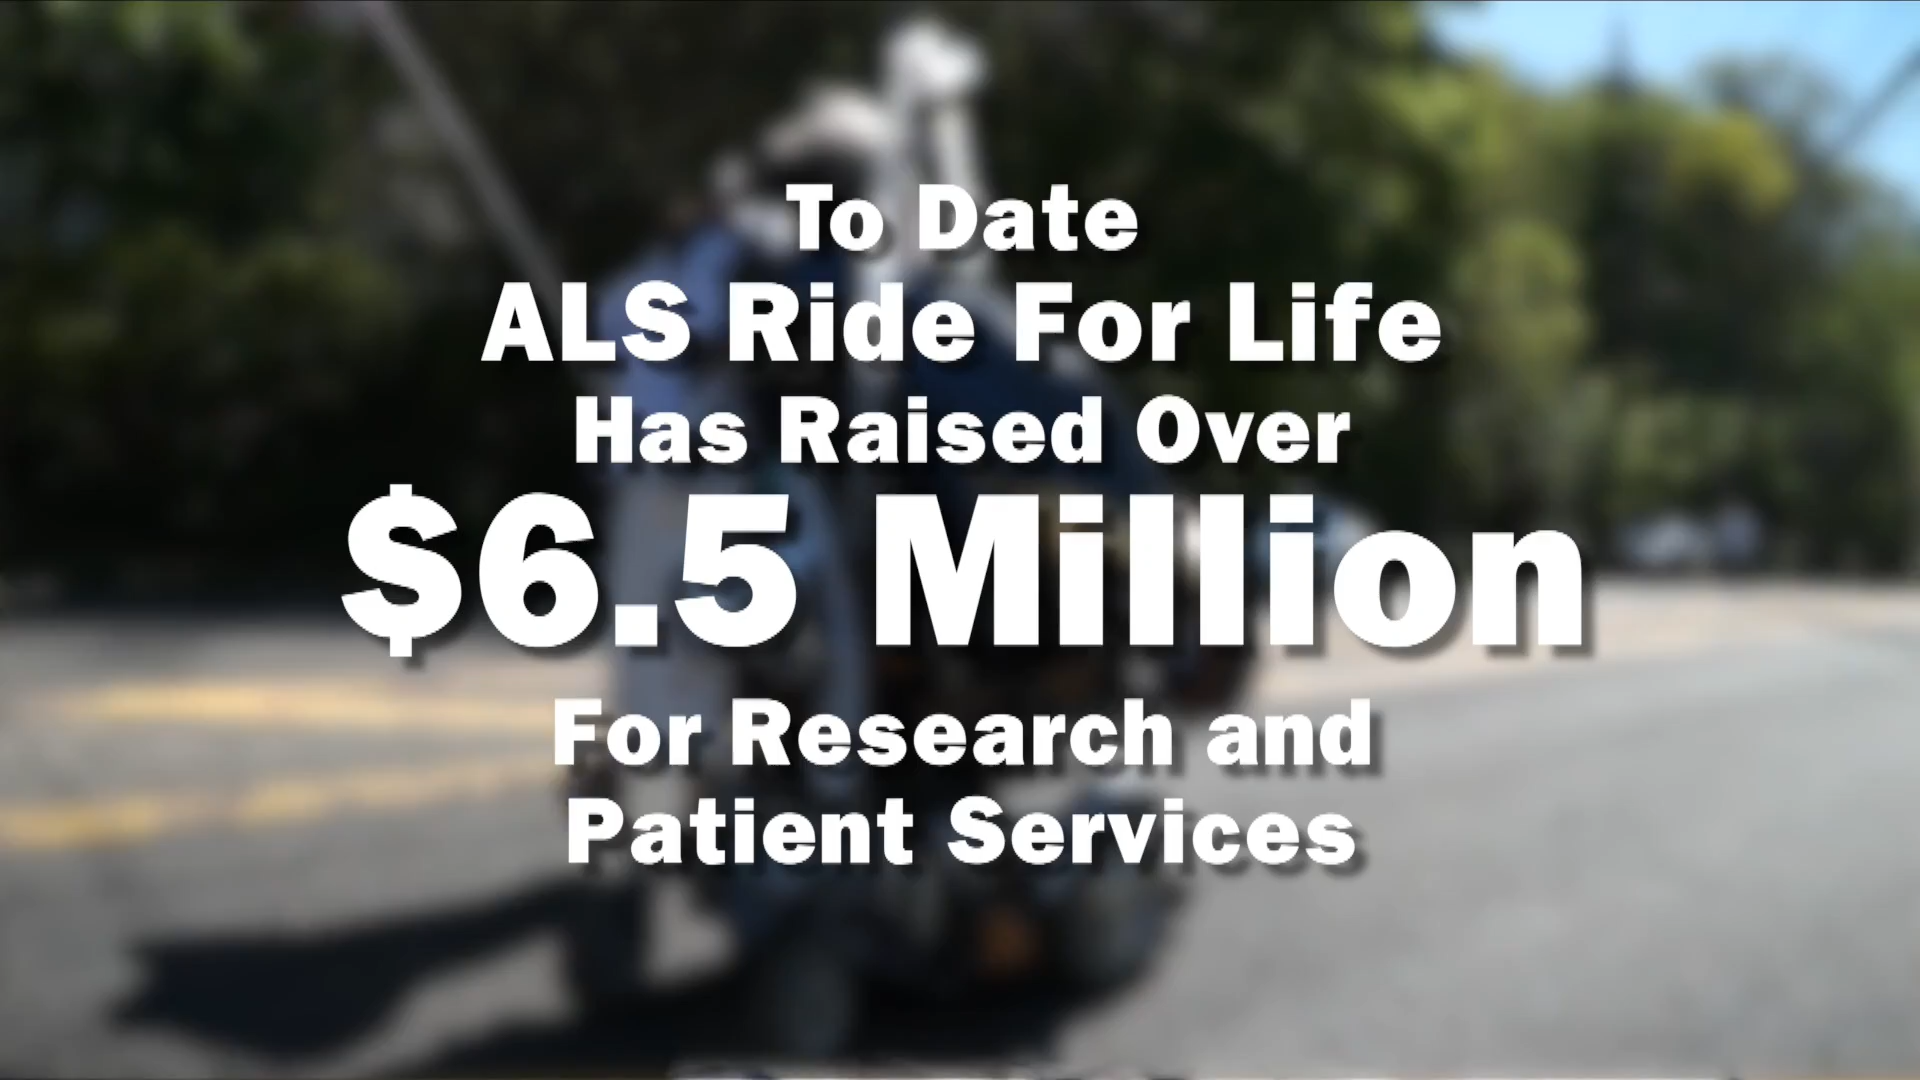 To Date
ALS Ride For Life
Has Raised Over
$6.5 Million
For Research and
Patient Services